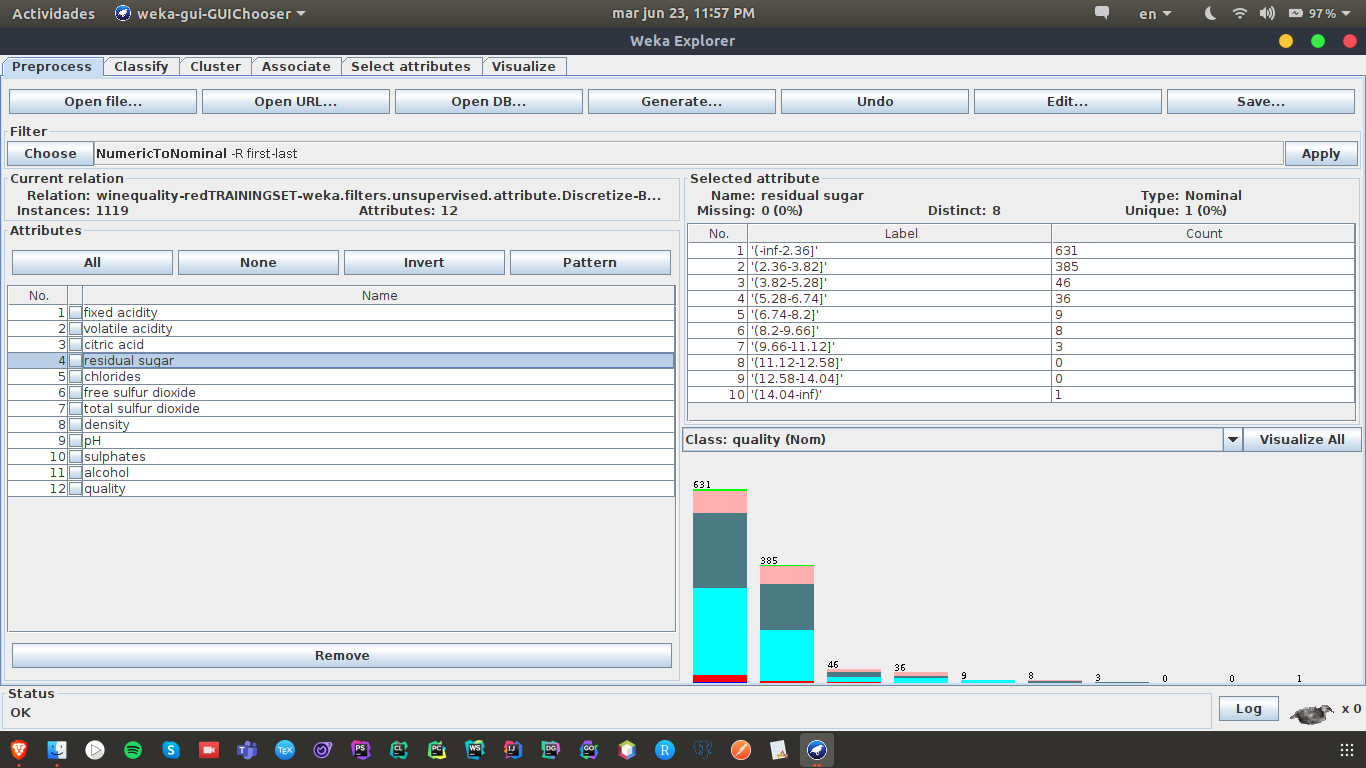 Actividades weka-gui-GUIChooser mar jun 23, 11:57 PM en 97%
Weka Explorer
Preprocess Classify Cluster Associate Select attributes Visualize
Open file... Open URL... Open DB... Generate... Undo Edit... Save...
Filter
Choose NumericToNominal -R first-last Apply
Current relation
Relation: winequality-redTRAININGSET-weka.filters.unsupervised.attribute.Discretize-B...
Instances: 1119 Attributes: 12
Attributes
All None Invert Pattern
No. Name
1 fixed acidity
2 volatile acidity
3 citric acid
4 residual sugar
5 chlorides
6 free sulfur dioxide
7 total sulfur dioxide
8 density
9 pH
10 sulphates
11 alcohol
12 quality
Remove
Selected attribute
Name: residual sugar Type: Nominal
Missing: 0 (0%) Distinct: 8 Unique: 1 (0%)
No. Label Count
1 '(-inf-2.36]' 631
2 '(2.36-3.82]' 385
3 '(3.82-5.28]' 46
4 '(5.28-6.74]' 36
5 '(6.74-8.2]' 9
6 '(8.2-9.66]' 8
7 '(9.66-11.12]' 3
8 '(11.12-12.58]' 0
9 '(12.58-14.04]' 0
10 '(14.04-inf)' 1
Class: quality (Nom) Visualize All
631 385 46 36 9 8 3 0 0 1
Status
OK Log x 0
TEX PS CL PC WS IJ DG GO R